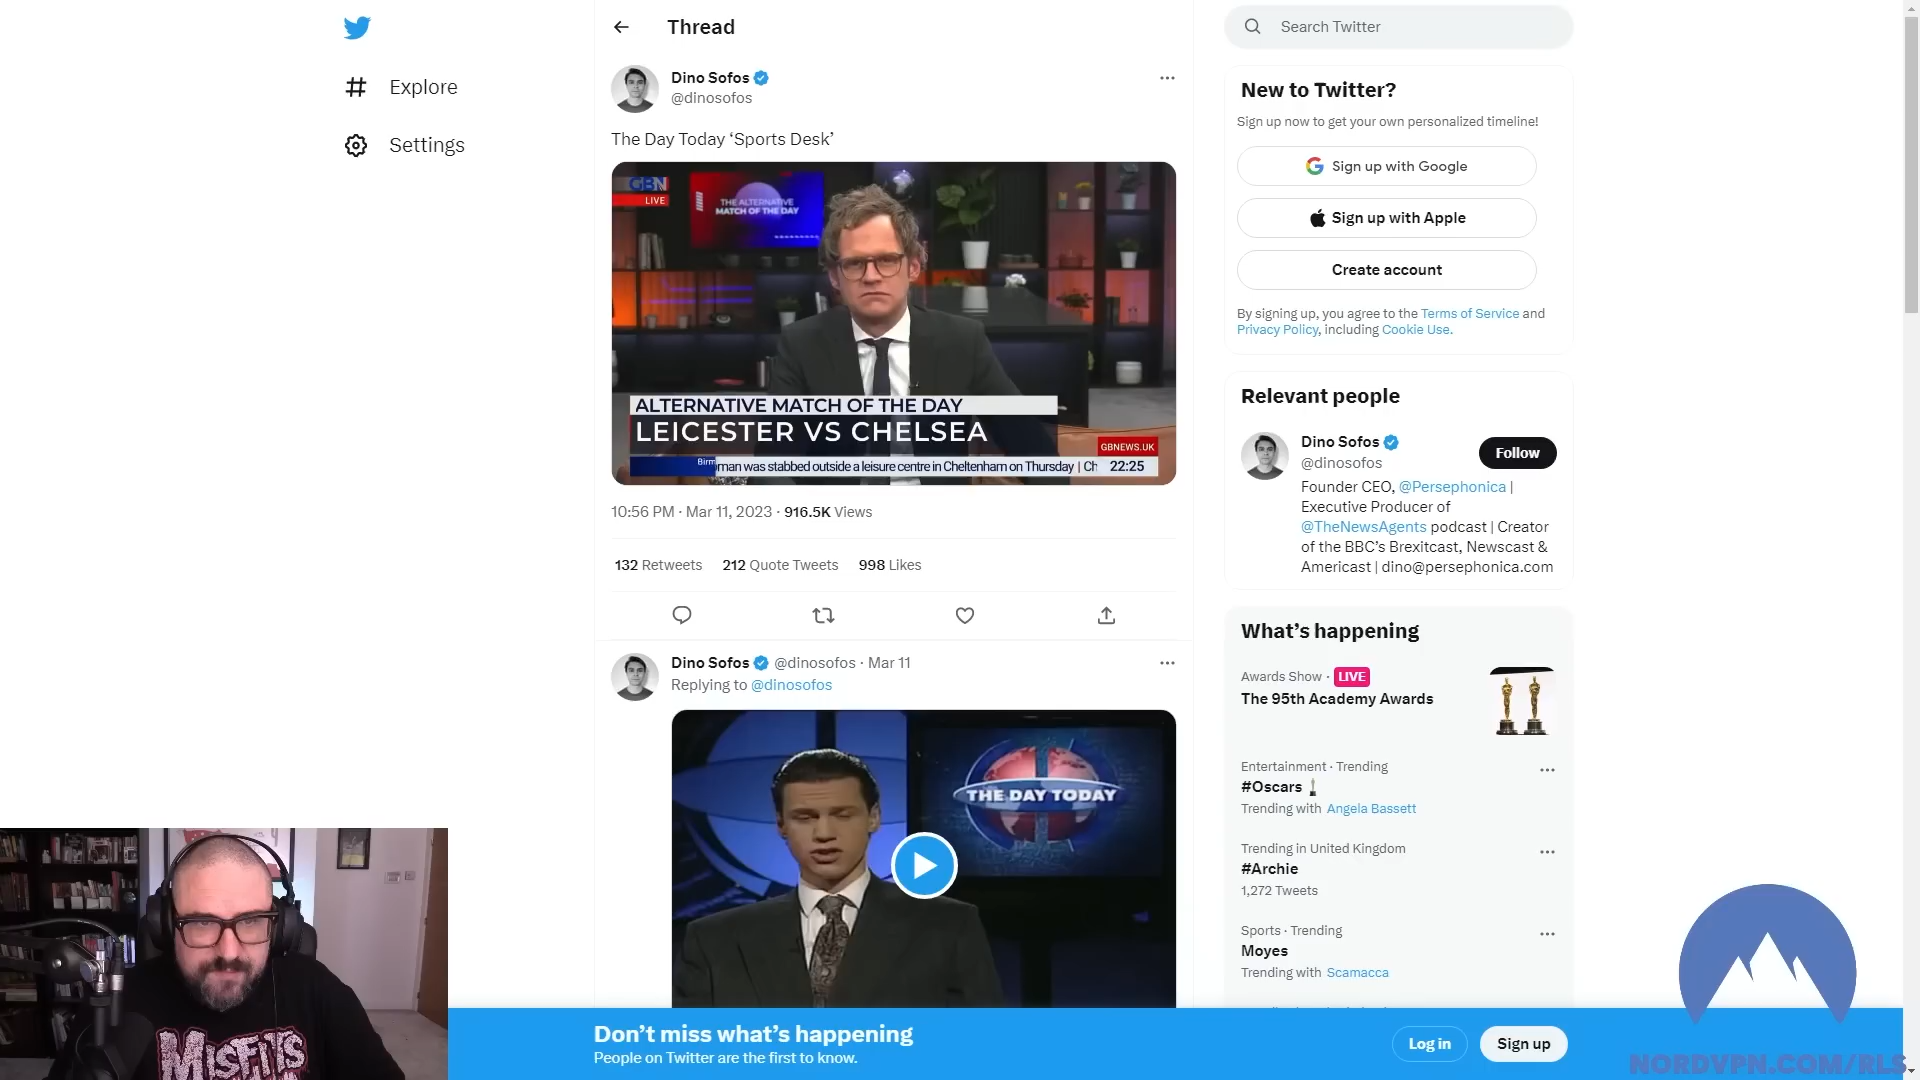 Thread
Search Twitter
Explore
Settings
Dino Sofos
@dinosofos
The Day Today ‘Sports Desk’
GBN
LIVE
THE ALTERNATIVE
MATCH OF THE DAY
ALTERNATIVE MATCH OF THE DAY
LEICESTER VS CHELSEA
GBNEWS.UK
Birm
oman was stabbed outside a leisure centre in Cheltenham on Thursday | Ch
22:25
10:56 PM · Mar 11, 2023 · 916.5K Views
132 Retweets 212 Quote Tweets 998 Likes
Dino Sofos @dinosofos · Mar 11
Replying to @dinosofos
THE DAY TODAY
New to Twitter?
Sign up now to get your own personalized timeline!
Sign up with Google
Sign up with Apple
Create account
By signing up, you agree to the Terms of Service and
Privacy Policy, including Cookie Use.
Relevant people
Dino Sofos
@dinosofos
Follow
Founder CEO, @Persephonica |
Executive Producer of
@TheNewsAgents podcast | Creator
of the BBC’s Brexitcast, Newscast &
Americast | dino@persephonica.com
What’s happening
Awards Show · LIVE
The 95th Academy Awards
Entertainment · Trending
#Oscars
Trending with Angela Bassett
Trending in United Kingdom
#Archie
1,272 Tweets
Sports · Trending
Moyes
Trending with Scamacca
MISFITS
Don’t miss what’s happening
People on Twitter are the first to know.
Log in
Sign up
NORDVPN.COM/RLS